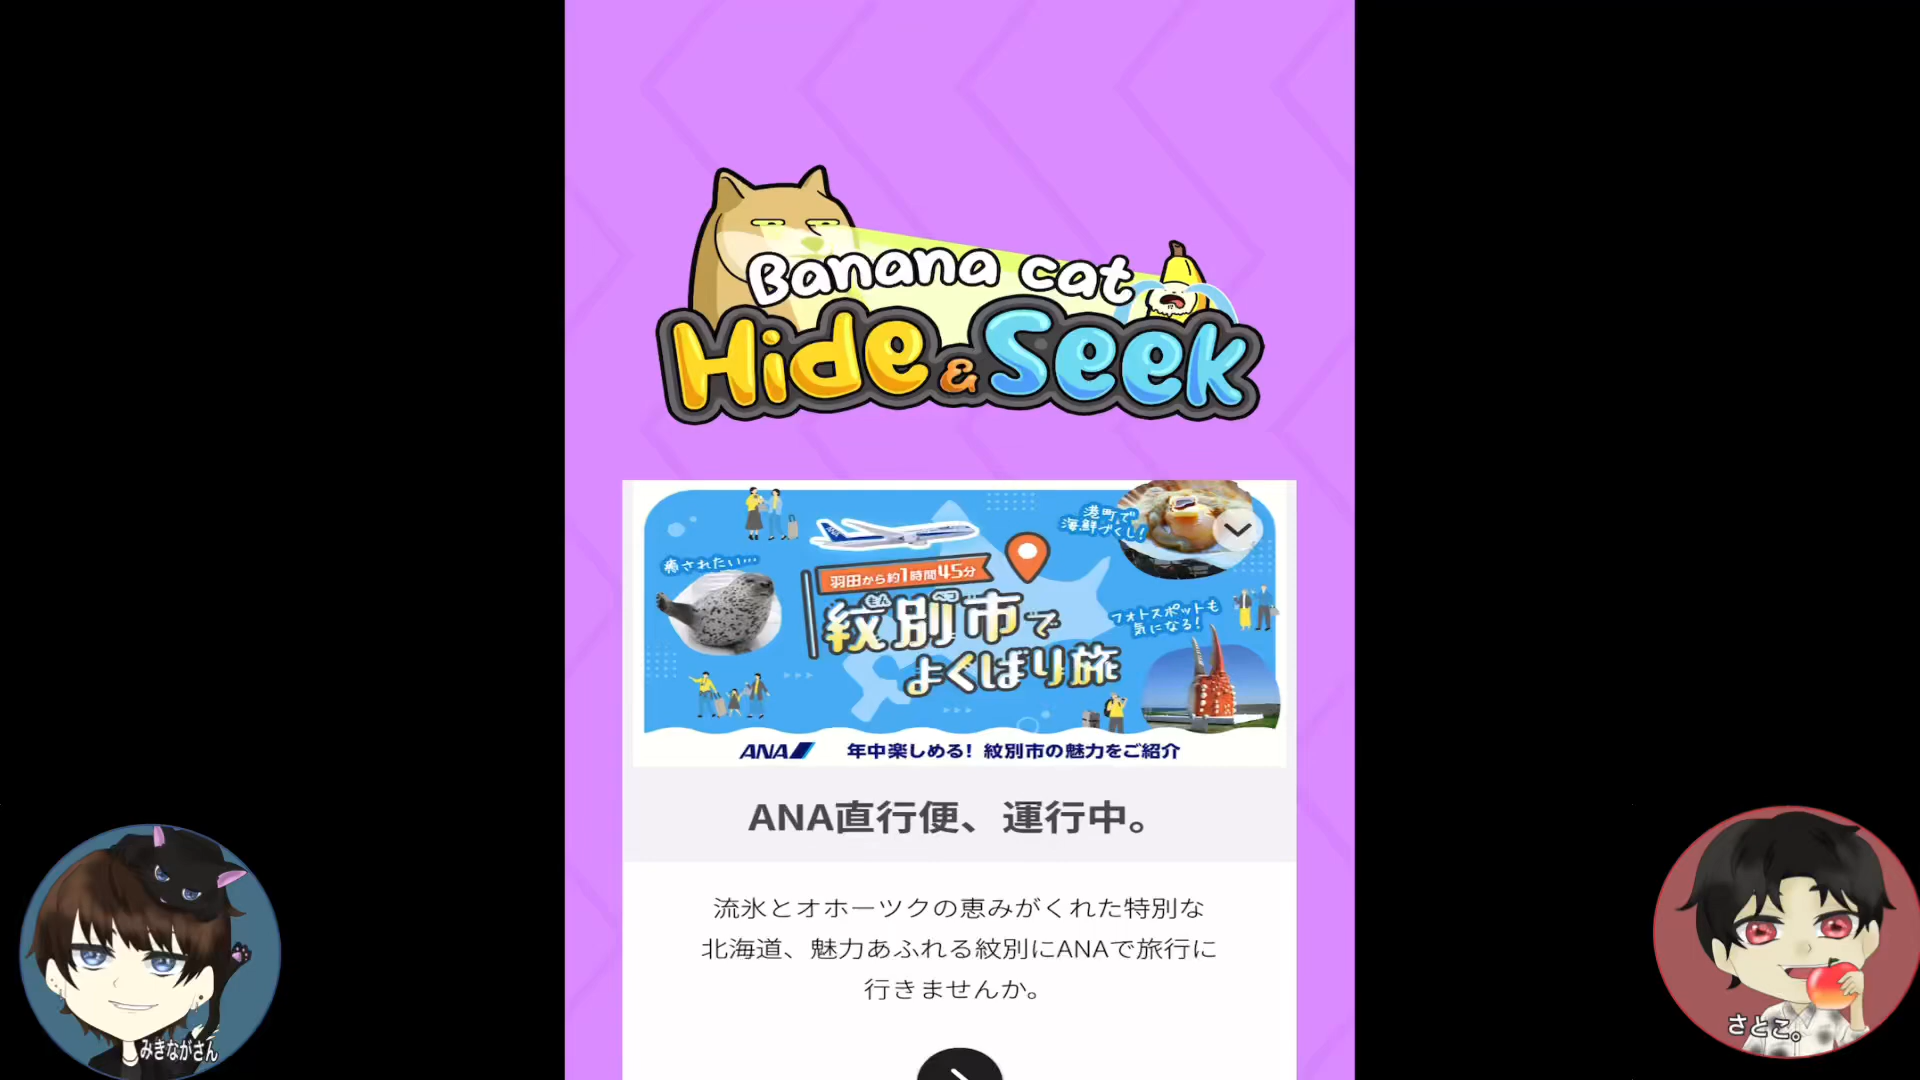 Banana cat
Hide & Seek
港町で
海鮮づくし!
癒されたい…
ANA
羽田から約1時間45分
もん べつ
紋別市で
よくばり旅
フォトスポットも
気になる!
ANA 年中楽しめる! 紋別市の魅力をご紹介
ANA直行便、運行中。
流氷とオホーツクの恵みがくれた特別な
北海道、魅力あふれる紋別にANAで旅行に
行きませんか。
みきながさん
さとこ。